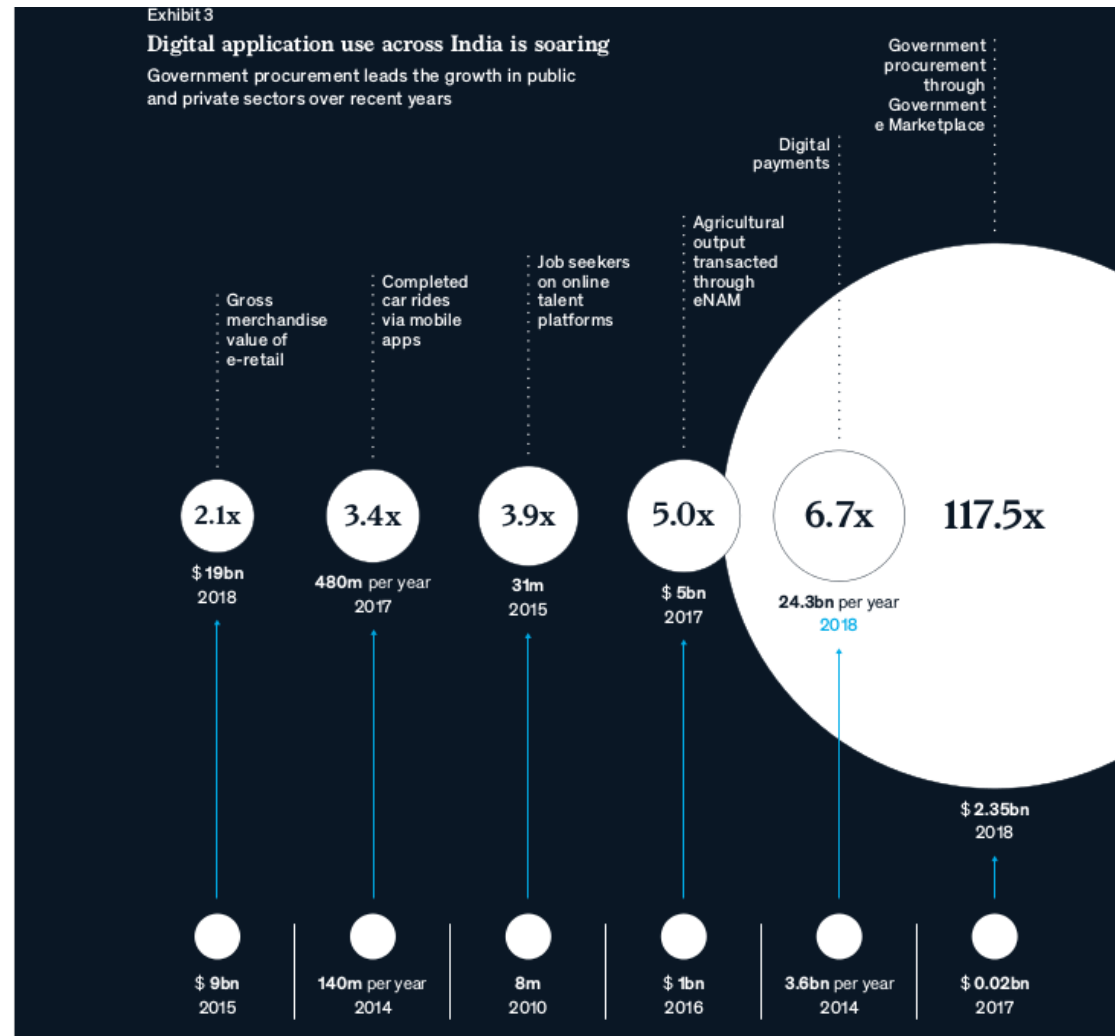 Exhibit 3
Digital application use across India is soaring
Government procurement leads the growth in public
and private sectors over recent years
Government
procurement
through
Government
e Marketplace
Digital
payments
Agricultural
output
transacted
through
eNAM
Job seekers
on online
talent
platforms
Completed
car rides
via mobile
apps
Gross
merchandise
value of
e-retail
2.1x
3.4x
3.9x
5.0x
6.7x
117.5x
$ 19bn
2018
480m per year
2017
31m
2015
$ 5bn
2017
24.3bn per year
2018
$ 2.35bn
2018
$ 9bn
2015
140m per year
2014
8m
2010
$ 1bn
2016
3.6bn per year
2014
$ 0.02bn
2017